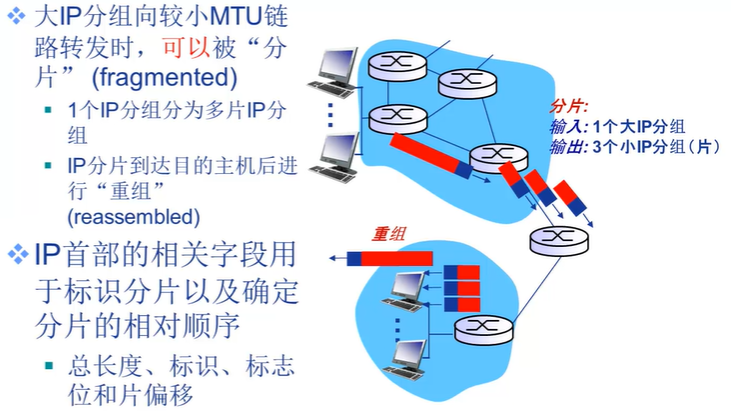 大IP分组向较小MTU链
路转发时，可以被“分
片” (fragmented)
1个IP分组分为多片IP分
组
IP分片到达目的主机后进
行“重组”
(reassembled)
IP首部的相关字段用
于标识分片以及确定
分片的相对顺序
总长度、标识、标志
位和片偏移
分片:
输入: 1个大IP分组
输出: 3个小IP分组（片）
重组